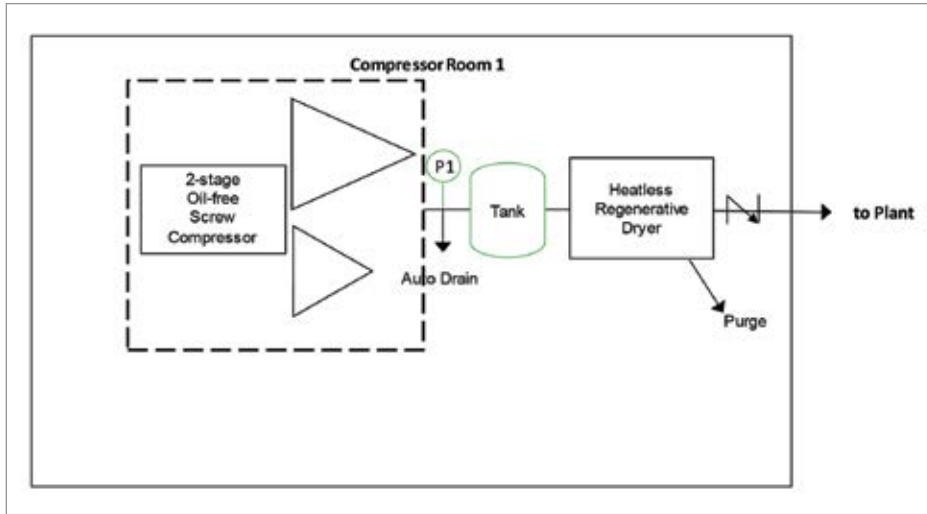 Compressor Room 1
2-stage
Oil-free
Screw
Compressor
P1
Auto Drain
Tank
Heatless
Regenerative
Dryer
Purge
to Plant